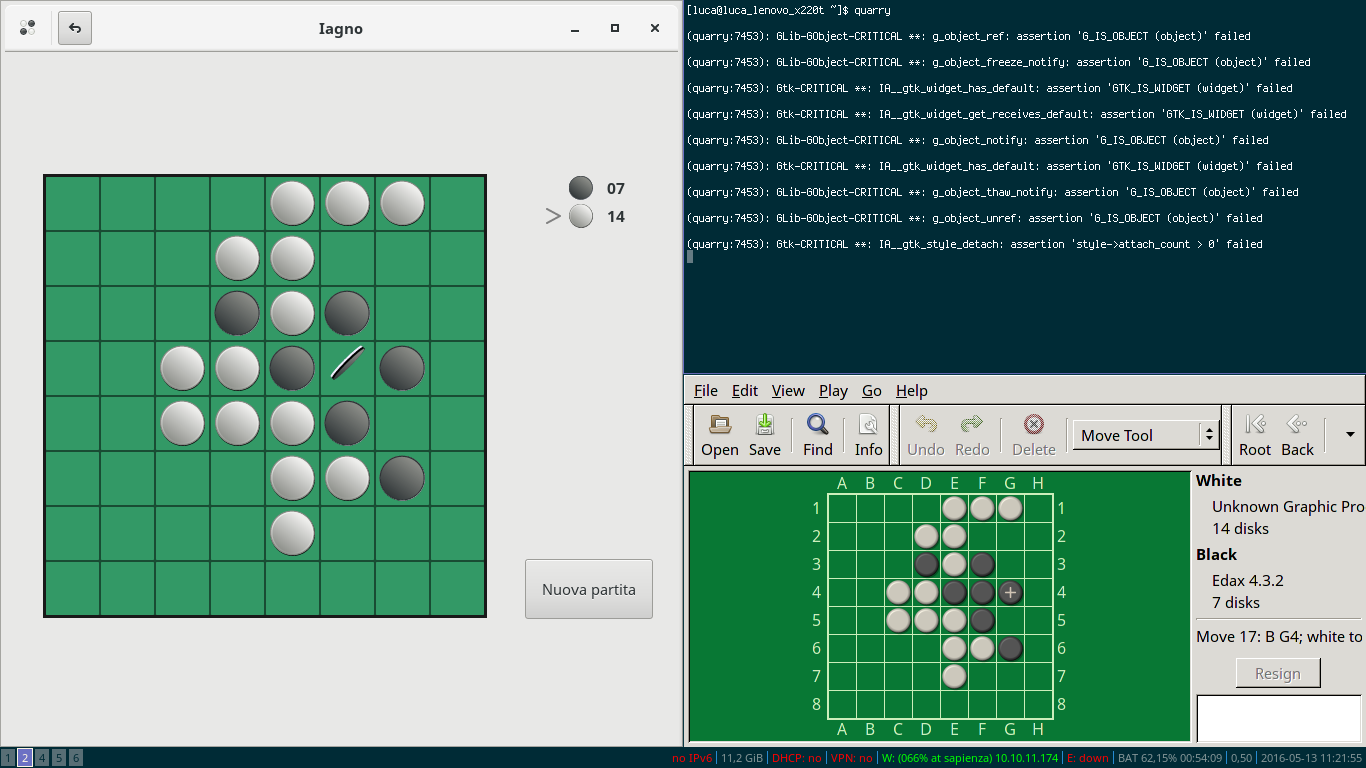 Iagno
07
> 14
Nuova partita
[luca@luca_lenovo_x220t ~]$ quarry
(quarry:7453): GLib-GObject-CRITICAL **: g_object_ref: assertion 'G_IS_OBJECT (object)' failed
(quarry:7453): GLib-GObject-CRITICAL **: g_object_freeze_notify: assertion 'G_IS_OBJECT (object)' failed
(quarry:7453): Gtk-CRITICAL **: IA__gtk_widget_has_default: assertion 'GTK_IS_WIDGET (widget)' failed
(quarry:7453): Gtk-CRITICAL **: IA__gtk_widget_get_receives_default: assertion 'GTK_IS_WIDGET (widget)' failed
(quarry:7453): GLib-GObject-CRITICAL **: g_object_notify: assertion 'G_IS_OBJECT (object)' failed
(quarry:7453): Gtk-CRITICAL **: IA__gtk_widget_has_default: assertion 'GTK_IS_WIDGET (widget)' failed
(quarry:7453): GLib-GObject-CRITICAL **: g_object_thaw_notify: assertion 'G_IS_OBJECT (object)' failed
(quarry:7453): GLib-GObject-CRITICAL **: g_object_unref: assertion 'G_IS_OBJECT (object)' failed
(quarry:7453): Gtk-CRITICAL **: IA__gtk_style_detach: assertion 'style->attach_count > 0' failed
File Edit View Play Go Help
Open Save Find Info Undo Redo Delete Move Tool Root Back
A B C D E F G H
1 1
2 2
3 3
4 4
5 5
6 6
7 7
8 8
A B C D E F G H
White
Unknown Graphic Pro
14 disks
Black
Edax 4.3.2
7 disks
Move 17: B G4; white to
Resign
1 2 4 5 6
no IPv6 | 11,2 GiB | DHCP: no | VPN: no | W: (066% at sapienza) 10.10.11.174 | E: down | BAT 62,15% 00:54:09 | 0,50 | 2016-05-13 11:21:55